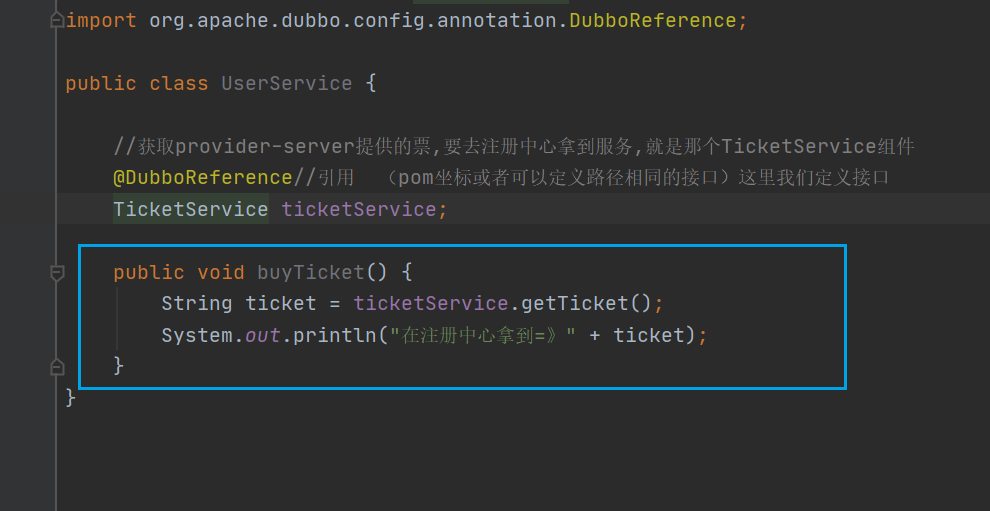 import org.apache.dubbo.config.annotation.DubboReference;
public class UserService {
//获取provider-server提供的票,要去注册中心拿到服务,就是那个TicketService组件
@DubboReference//引用 （pom坐标或者可以定义路径相同的接口）这里我们定义接口
TicketService ticketService;
public void buyTicket() {
String ticket = ticketService.getTicket();
System.out.println("在注册中心拿到=》" + ticket);
}
}